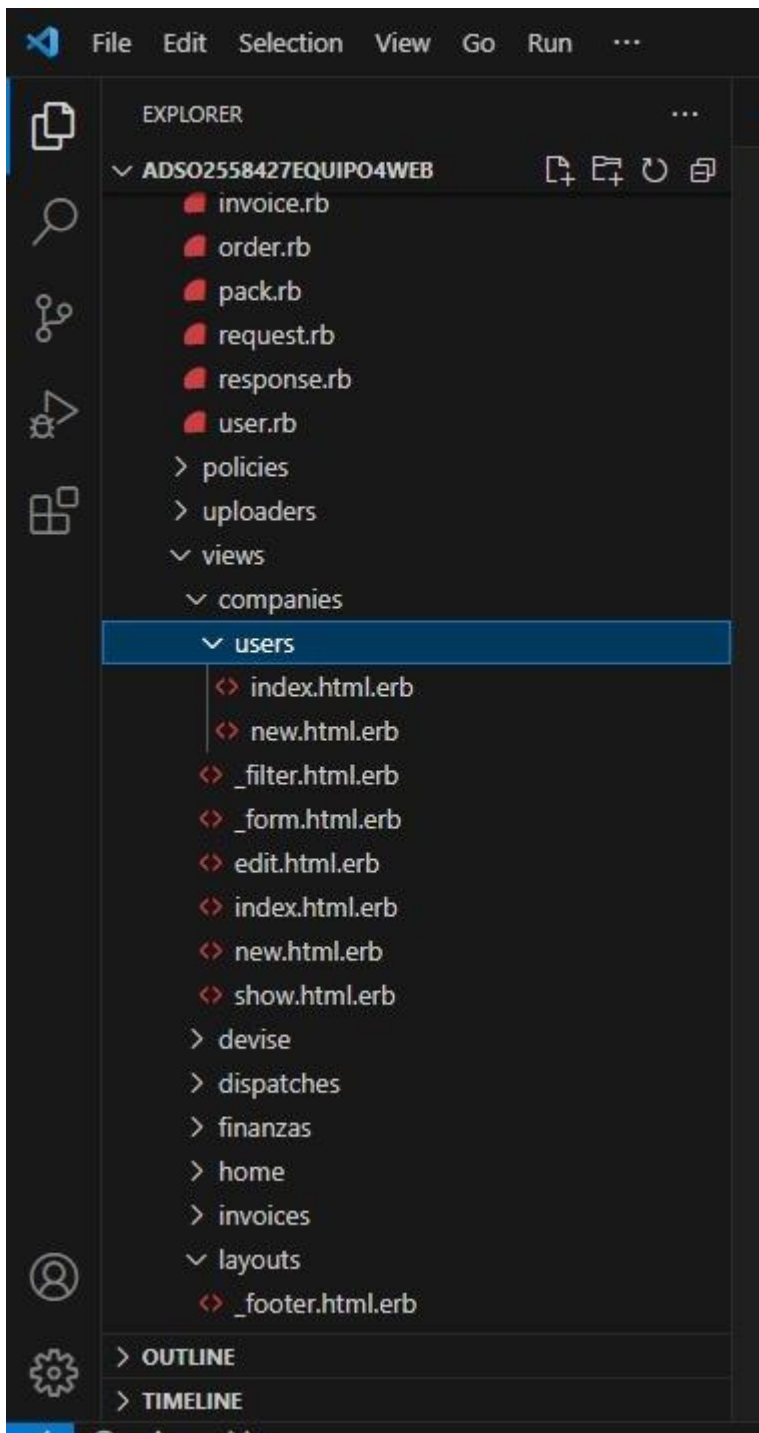 File Edit Selection View Go Run ...
EXPLORER ...
ADSO2558427EQUIPO4WEB
invoice.rb
order.rb
pack.rb
request.rb
response.rb
user.rb
policies
uploaders
views
companies
users
index.html.erb
new.html.erb
_filter.html.erb
_form.html.erb
edit.html.erb
index.html.erb
new.html.erb
show.html.erb
devise
dispatches
finanzas
home
invoices
layouts
_footer.html.erb
OUTLINE
TIMELINE